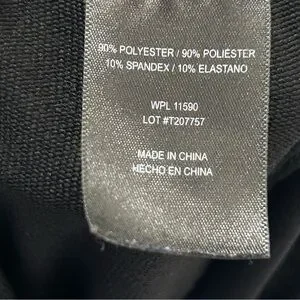 90% POLYESTER / 90% POLIÉSTER
10% SPANDEX / 10% ELASTANO
WPL 11590
LOT #T207757
MADE IN CHINA
HECHO EN CHINA